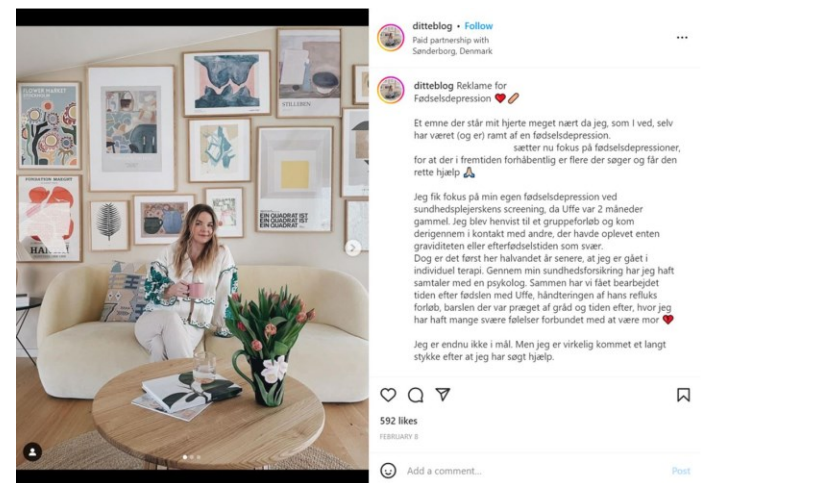 ditteblog • Follow
Paid partnership with
Sønderborg, Denmark
ditteblog Reklame for
Fødselsdepression ❤️🩹
Et emne der står mit hjerte meget nært da jeg, som I ved, selv
har været (og er) ramt af en fødselsdepression.
sætter nu fokus på fødselsdepressioner,
for at der i fremtiden forhåbentlig er flere der søger og får den
rette hjælp 🙏🏼
Jeg fik fokus på min egen fødselsdepression ved
sundhedsplejerskens screening, da Uffe var 2 måneder
gammel. Jeg blev henvist til et gruppeforløb og kom
derigennem i kontakt med andre, der havde oplevet enten
graviditeten eller efterfødselstiden som svær.
Dog er det først her halvandet år senere, at jeg er gået i
individuel terapi. Gennem min sundhedsforsikring har jeg haft
samtaler med en psykolog. Sammen har vi fået bearbejdet
tiden efter fødslen med Uffe, håndteringen af hans refluks
forløb, barslen der var præget af gråd og tiden efter, hvor jeg
har haft mange svære følelser forbundet med at være mor ❤️
Jeg er endnu ikke i mål. Men jeg er virkelig kommet et langt
stykke efter at jeg har søgt hjælp.
592 likes
FEBRUARY 8
Add a comment...
Post
FLOWER MARKET
STILLEBEN
FORMATION MAGENT
EIN QUADRAT IST
EIN QUADRAT IST
EIN QUADRAT